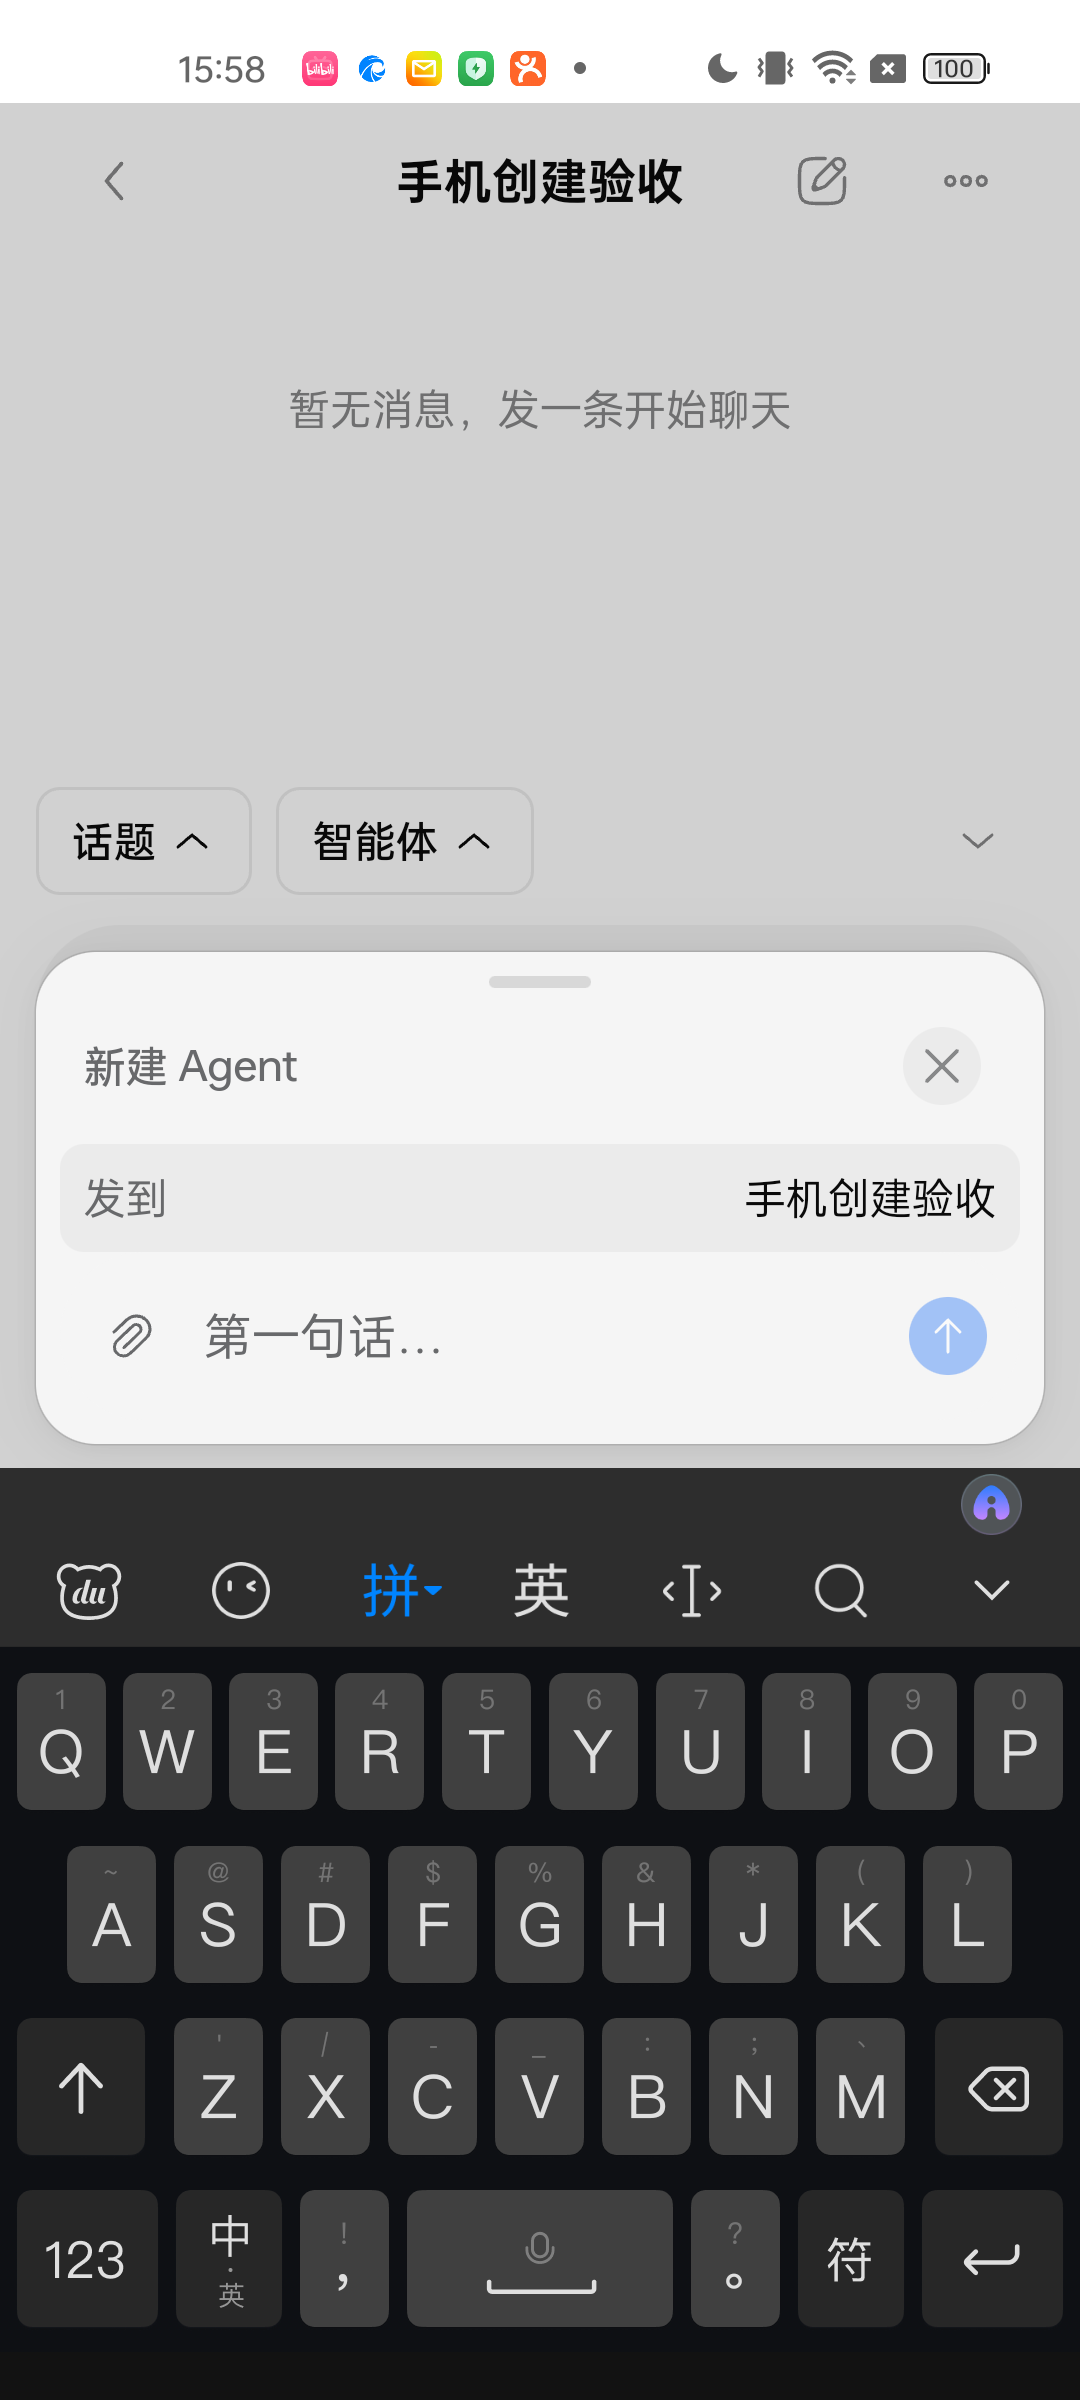 15:58
bilibili
100
手机创建验收
暂无消息，发一条开始聊天
话题
智能体
新建 Agent
发到
手机创建验收
第一句话...
du
拼
英
1 2 3 4 5 6 7 8 9 0
Q W E R T Y U I O P
~ @ # $ % & * ( )
A S D F G H J K L
' / - _ : ; 、
Z X C V B N M
123
中
·
英
!
，
?
。
符